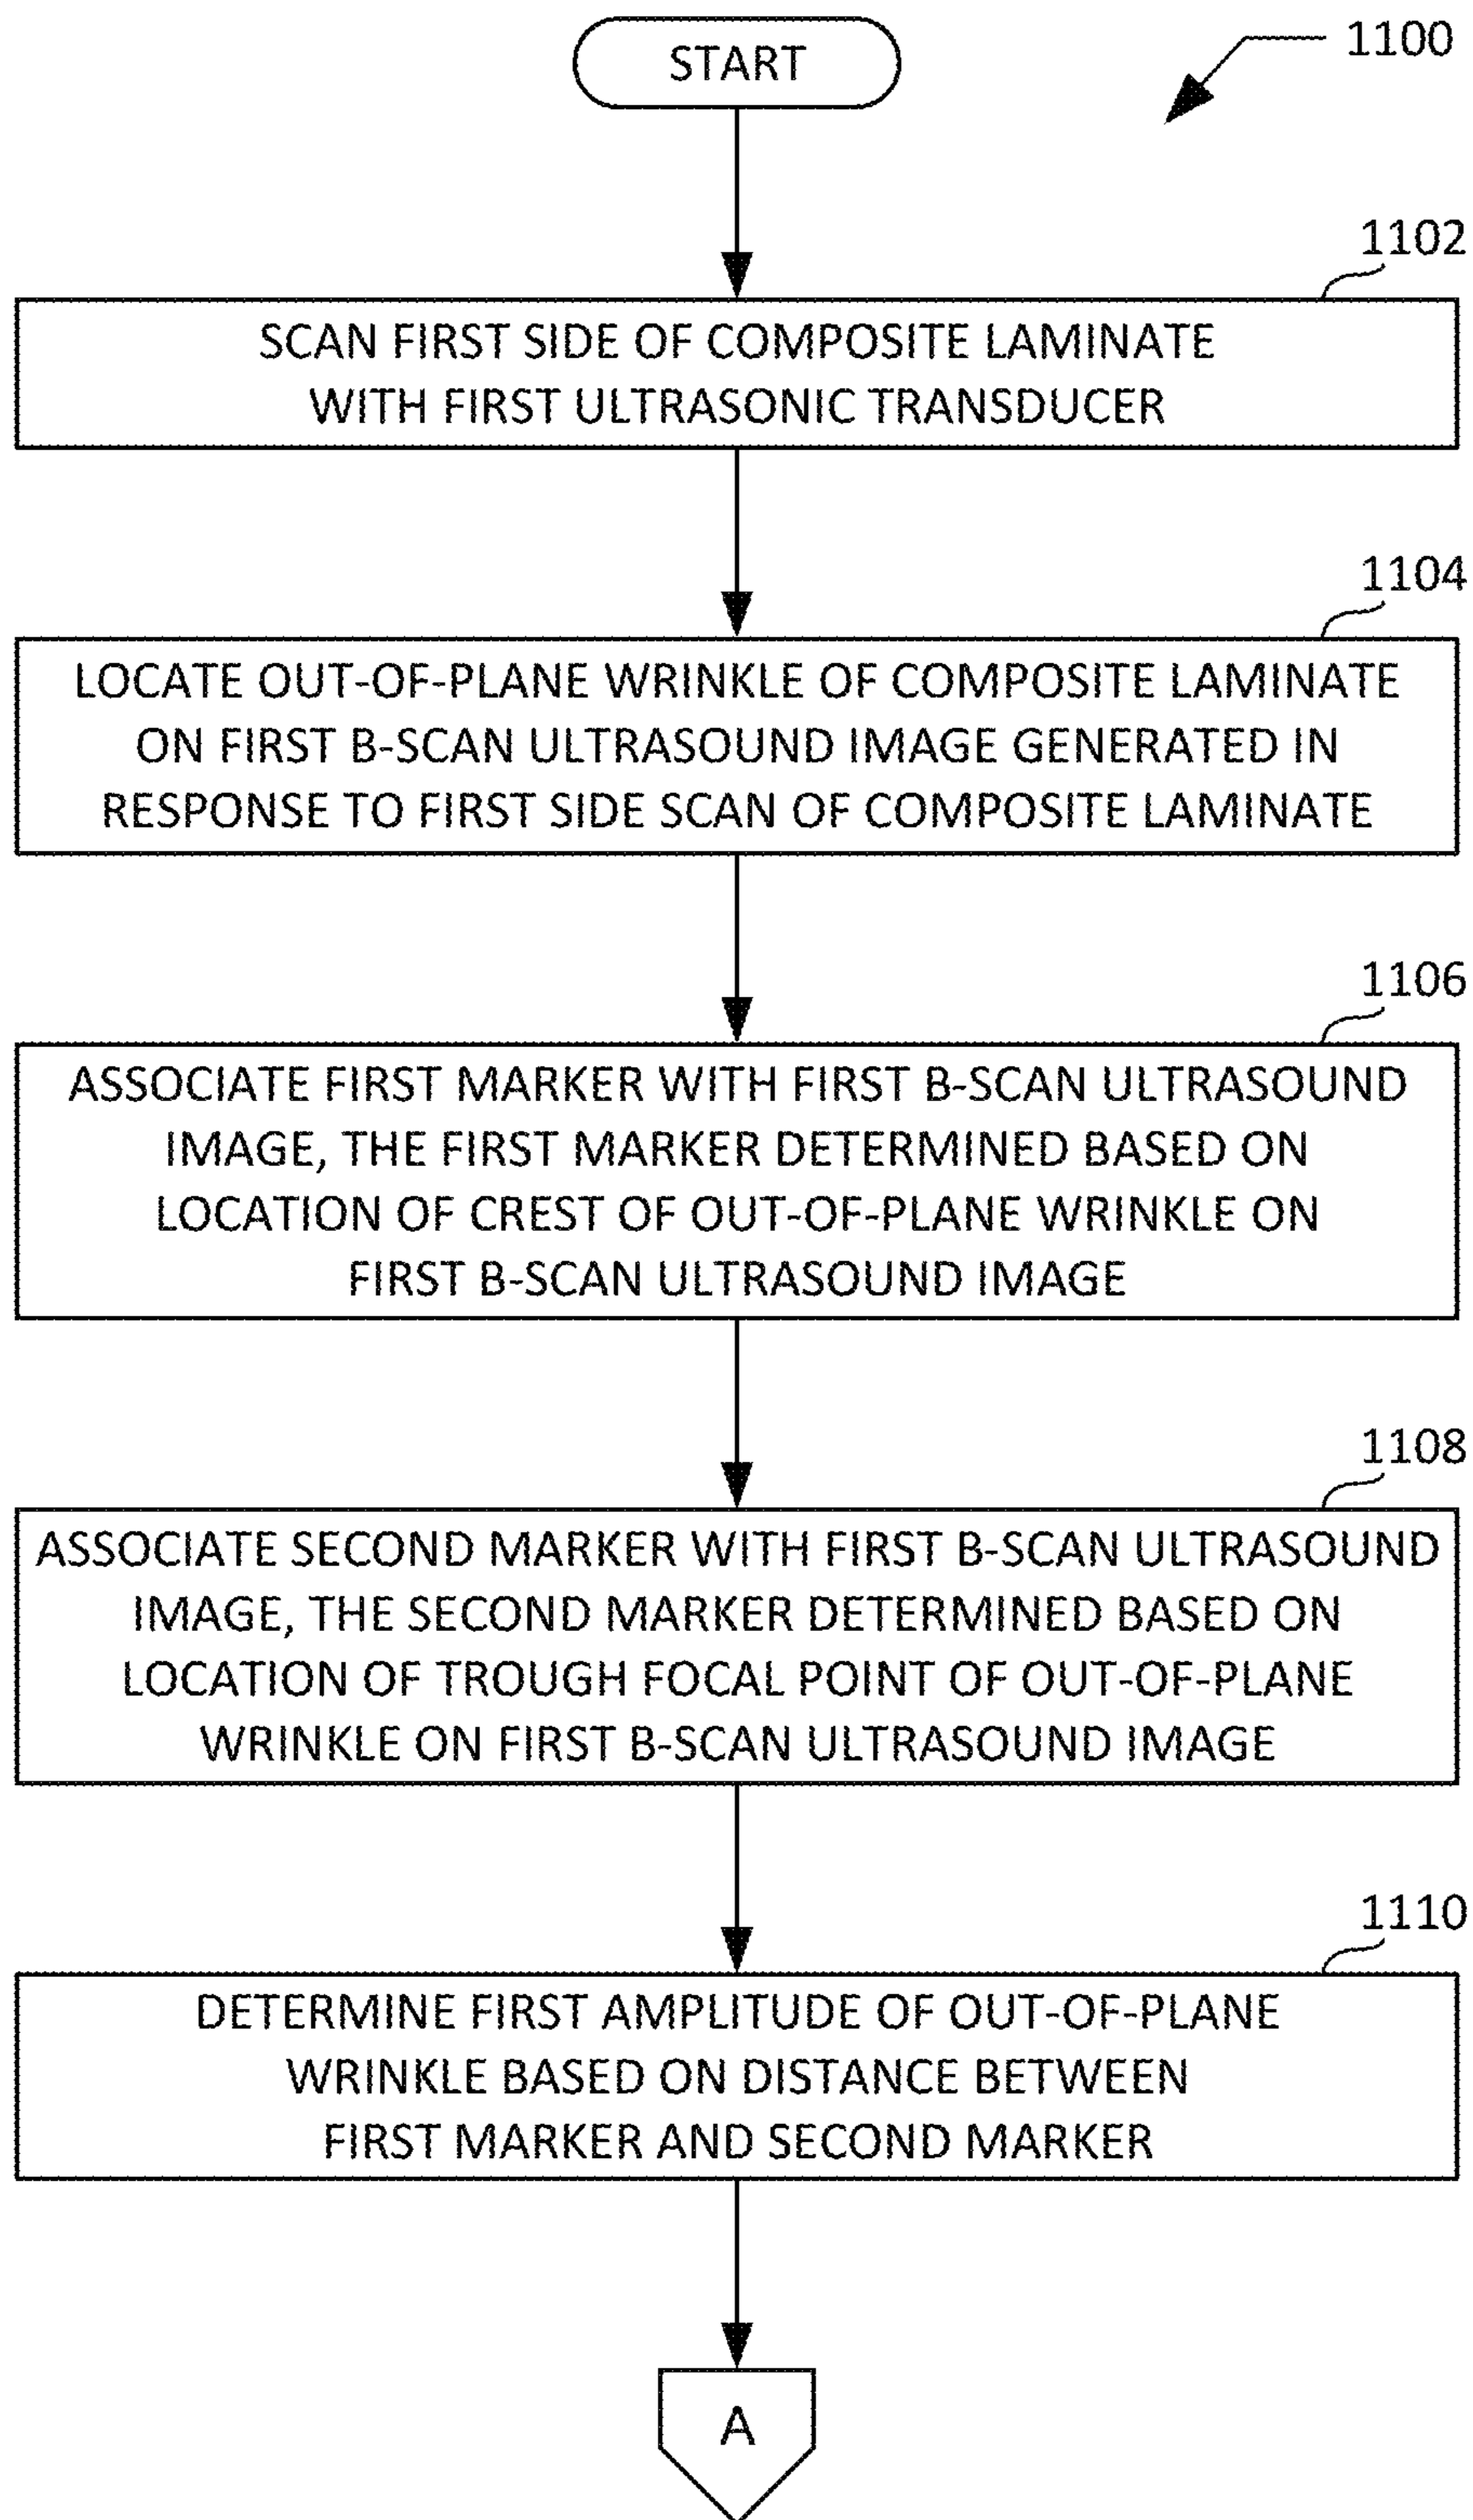 START
1100
1102
SCAN FIRST SIDE OF COMPOSITE LAMINATE
WITH FIRST ULTRASONIC TRANSDUCER
1104
LOCATE OUT-OF-PLANE WRINKLE OF COMPOSITE LAMINATE
ON FIRST B-SCAN ULTRASOUND IMAGE GENERATED IN
RESPONSE TO FIRST SIDE SCAN OF COMPOSITE LAMINATE
1106
ASSOCIATE FIRST MARKER WITH FIRST B-SCAN ULTRASOUND
IMAGE, THE FIRST MARKER DETERMINED BASED ON
LOCATION OF CREST OF OUT-OF-PLANE WRINKLE ON
FIRST B-SCAN ULTRASOUND IMAGE
1108
ASSOCIATE SECOND MARKER WITH FIRST B-SCAN ULTRASOUND
IMAGE, THE SECOND MARKER DETERMINED BASED ON
LOCATION OF TROUGH FOCAL POINT OF OUT-OF-PLANE
WRINKLE ON FIRST B-SCAN ULTRASOUND IMAGE
1110
DETERMINE FIRST AMPLITUDE OF OUT-OF-PLANE
WRINKLE BASED ON DISTANCE BETWEEN
FIRST MARKER AND SECOND MARKER
A